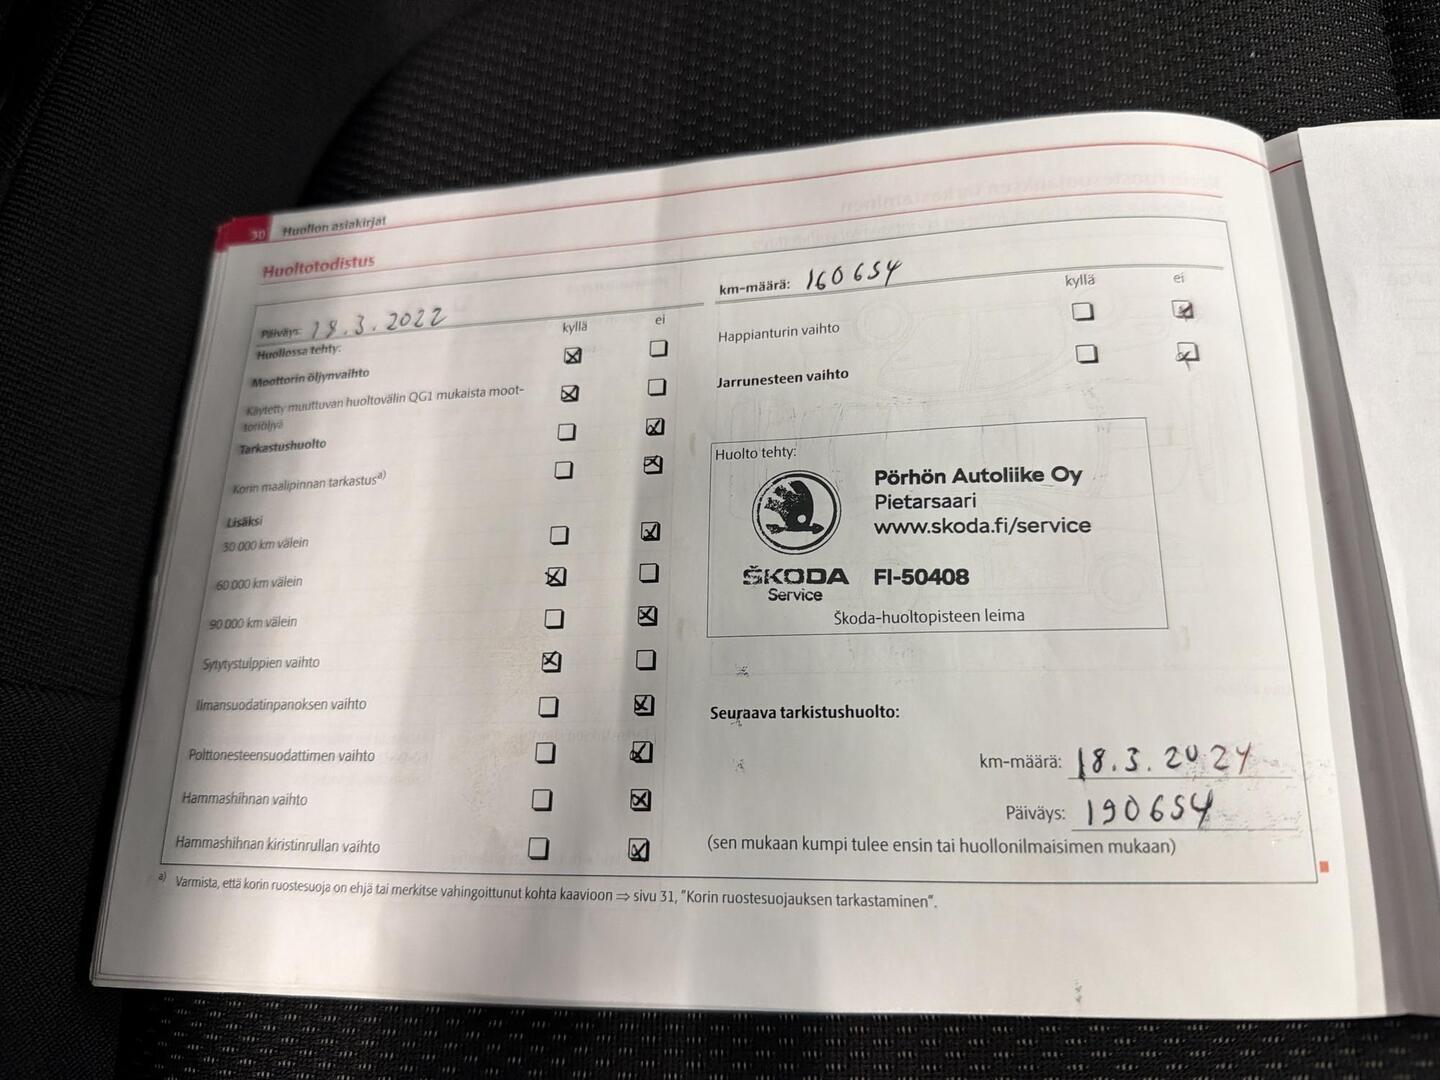 30 Huollon asiakirjat
Huoltotodistus
Päiväys: 18.3.2022
km-määrä: 160654
kyllä ei
Huollossa tehty:
Moottorin öljynvaihto
Käytetty muuttuvan huoltovälin QG1 mukaista moot-
toriöljyä
Tarkastushuolto
Korin maalipinnan tarkastusa)
Lisäksi
30 000 km välein
60 000 km välein
90 000 km välein
Sytytystulppien vaihto
Ilmansuodatinpanoksen vaihto
Polttonesteensuodattimen vaihto
Hammashihnan vaihto
Hammashihnan kiristinrullan vaihto
kyllä ei
Happianturin vaihto
Jarrunesteen vaihto
Huolto tehty:
Pörhön Autoliike Oy
Pietarsaari
www.skoda.fi/service
ŠKODA FI-50408
Service
Škoda-huoltopisteen leima
Seuraava tarkistushuolto:
km-määrä: 18.3.2024
Päiväys: 190654
(sen mukaan kumpi tulee ensin tai huollonilmaisimen mukaan)
a) Varmista, että korin ruostesuoja on ehjä tai merkitse vahingoittunut kohta kaavioon ⇒ sivu 31, "Korin ruostesuojauksen tarkastaminen".